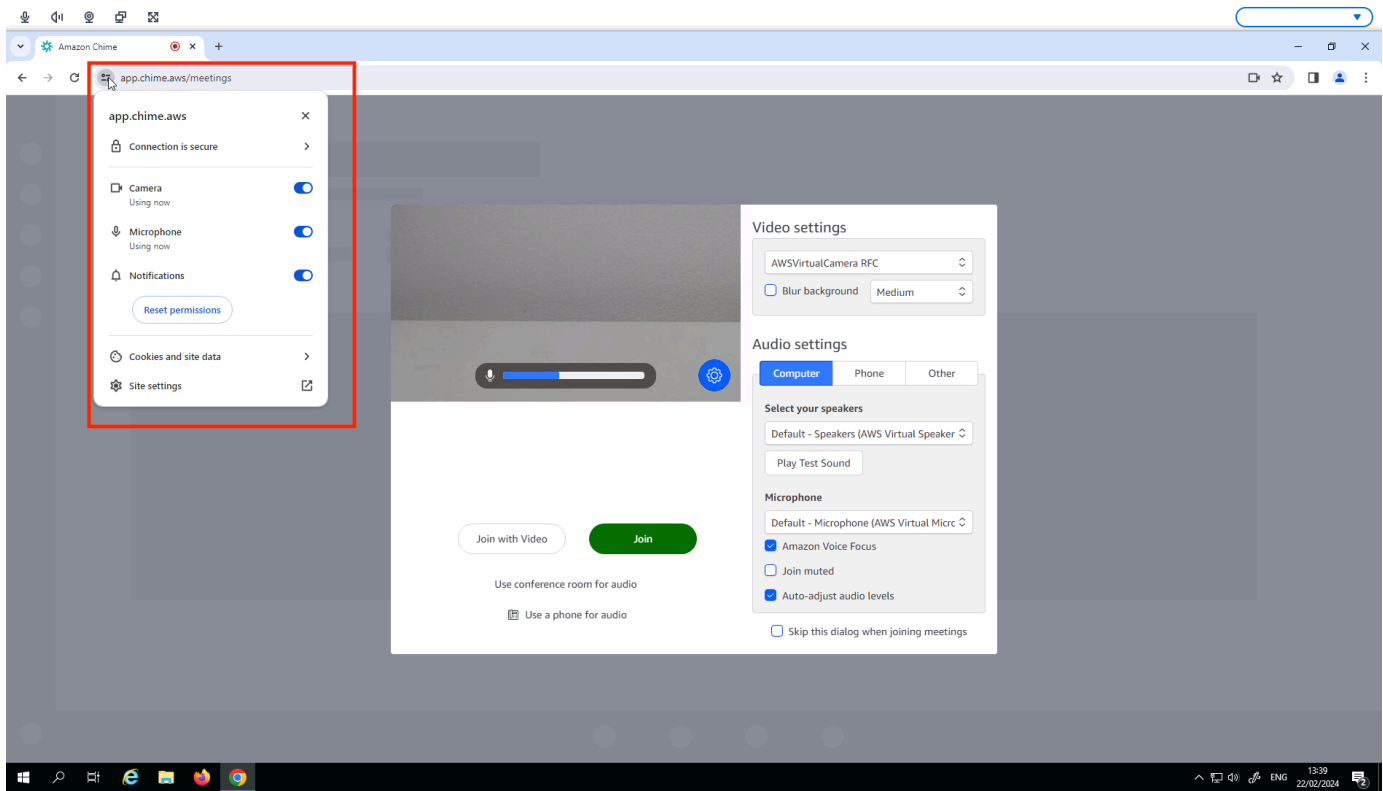 Amazon Chime
app.chime.aws/meetings
app.chime.aws
Connection is secure
Camera
Using now
Microphone
Using now
Notifications
Reset permissions
Cookies and site data
Site settings
Video settings
AWSVirtualCamera RFC
Blur background
Medium
Audio settings
Computer
Phone
Other
Select your speakers
Default - Speakers (AWS Virtual Speaker
Play Test Sound
Microphone
Default - Microphone (AWS Virtual Micro
Amazon Voice Focus
Join muted
Auto-adjust audio levels
Skip this dialog when joining meetings
Join with Video
Join
Use conference room for audio
Use a phone for audio
ENG
13:39
22/02/2024
2